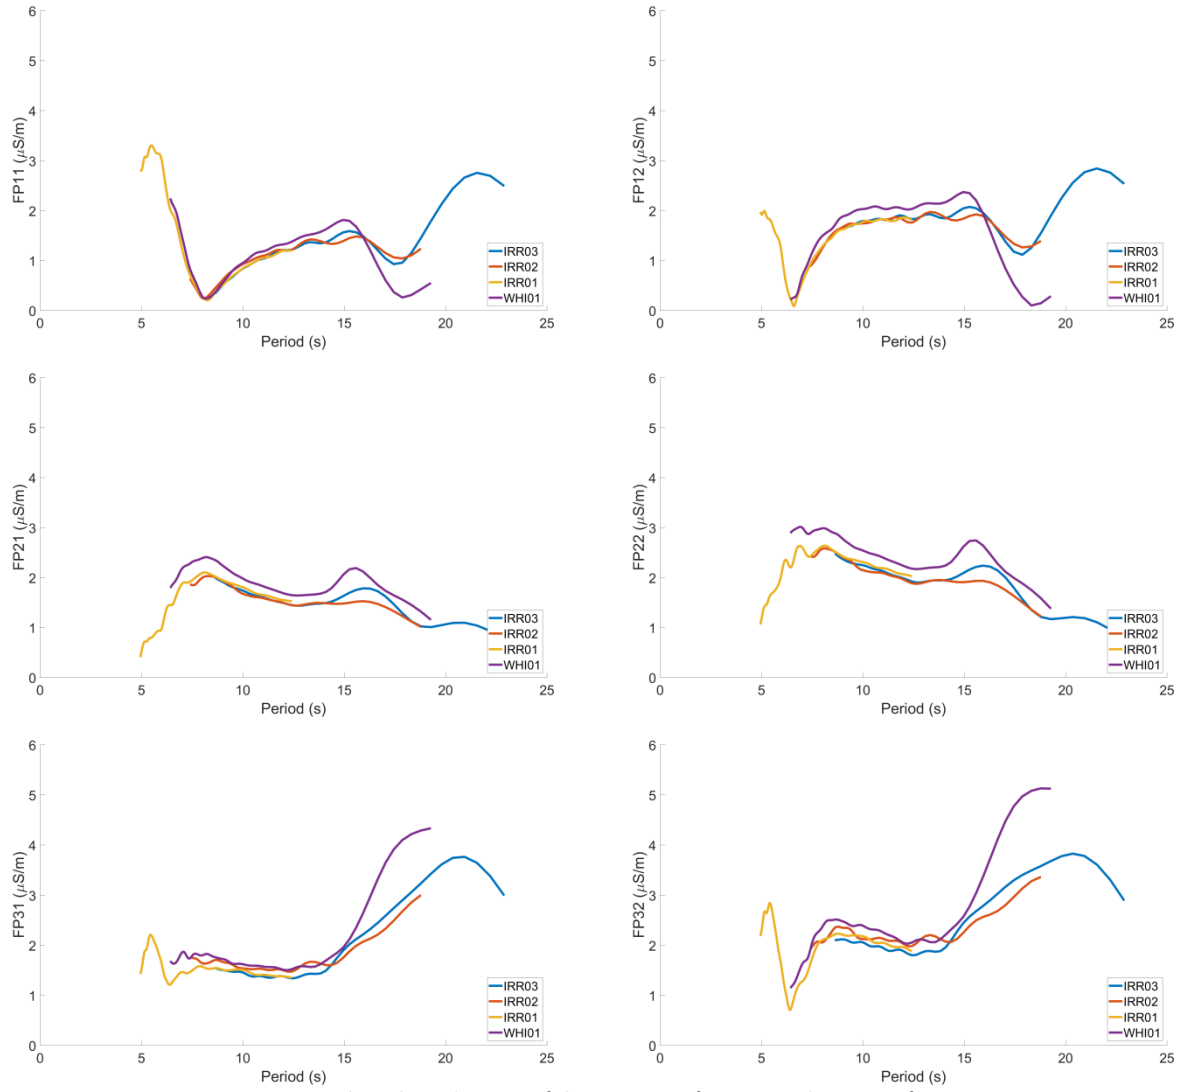 6
5
4
3
2
1
0
FP11 (μS/m)
0 5 10 15 20 25
Period (s)
IRR03
IRR02
IRR01
WHI01
6
5
4
3
2
1
0
FP12 (μS/m)
0 5 10 15 20 25
Period (s)
IRR03
IRR02
IRR01
WHI01
6
5
4
3
2
1
0
FP21 (μS/m)
0 5 10 15 20 25
Period (s)
IRR03
IRR02
IRR01
WHI01
6
5
4
3
2
1
0
FP22 (μS/m)
0 5 10 15 20 25
Period (s)
IRR03
IRR02
IRR01
WHI01
6
5
4
3
2
1
0
FP31 (μS/m)
0 5 10 15 20 25
Period (s)
IRR03
IRR02
IRR01
WHI01
6
5
4
3
2
1
0
FP32 (μS/m)
0 5 10 15 20 25
Period (s)
IRR03
IRR02
IRR01
WHI01